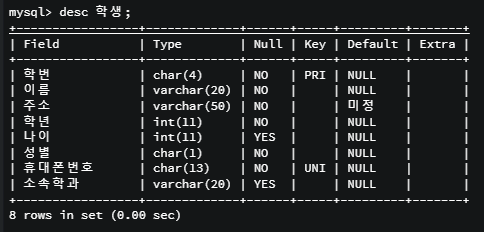 mysql> desc 학생;
| Field | Type | Null | Key | Default | Extra |
| 학번 | char(4) | NO | PRI | NULL | |
| 이름 | varchar(20) | NO | | NULL | |
| 주소 | varchar(50) | NO | | 미정 | |
| 학년 | int(11) | NO | | NULL | |
| 나이 | int(11) | YES | | NULL | |
| 성별 | char(1) | NO | | NULL | |
| 휴대폰번호 | char(13) | NO | UNI | NULL | |
| 소속학과 | varchar(20) | YES | | NULL | |
8 rows in set (0.00 sec)